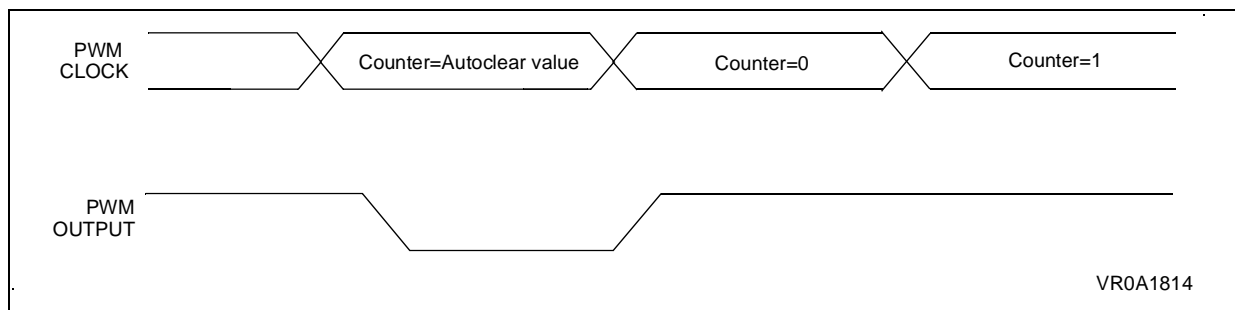 PWM
CLOCK
Counter=Autoclear value
Counter=0
Counter=1
PWM
OUTPUT
VR0A1814